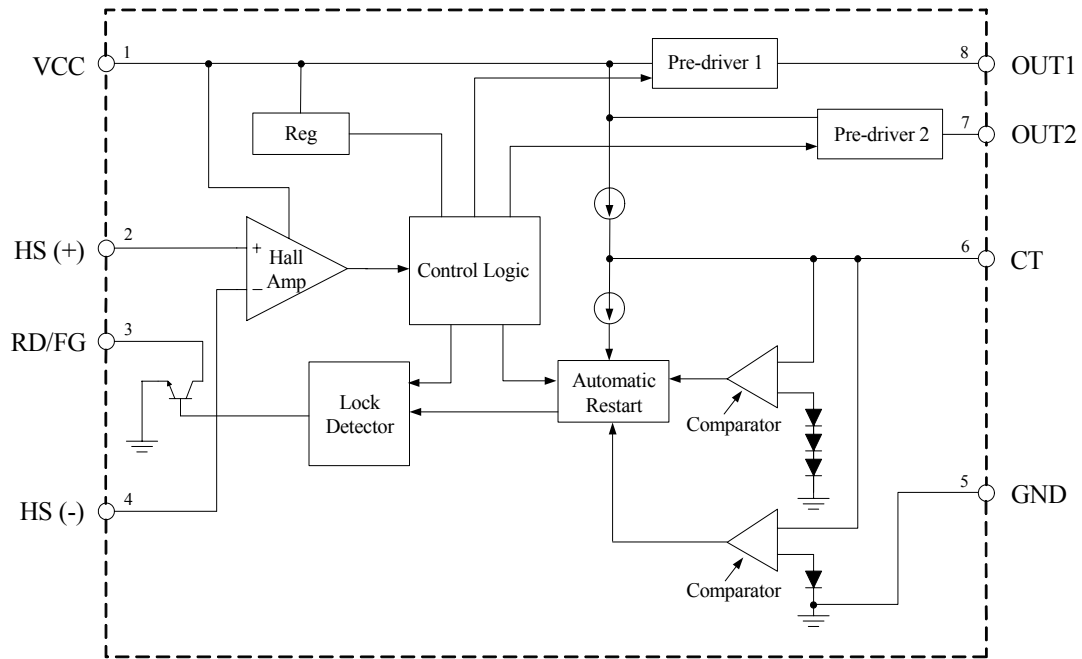 1
VCC
Pre-driver 1
8
OUT1
Reg
Pre-driver 2
7
OUT2
2
HS (+)
+
Hall
Amp
−
Control Logic
6
CT
3
RD/FG
Lock
Detector
Automatic
Restart
Comparator
4
HS (-)
5
GND
Comparator